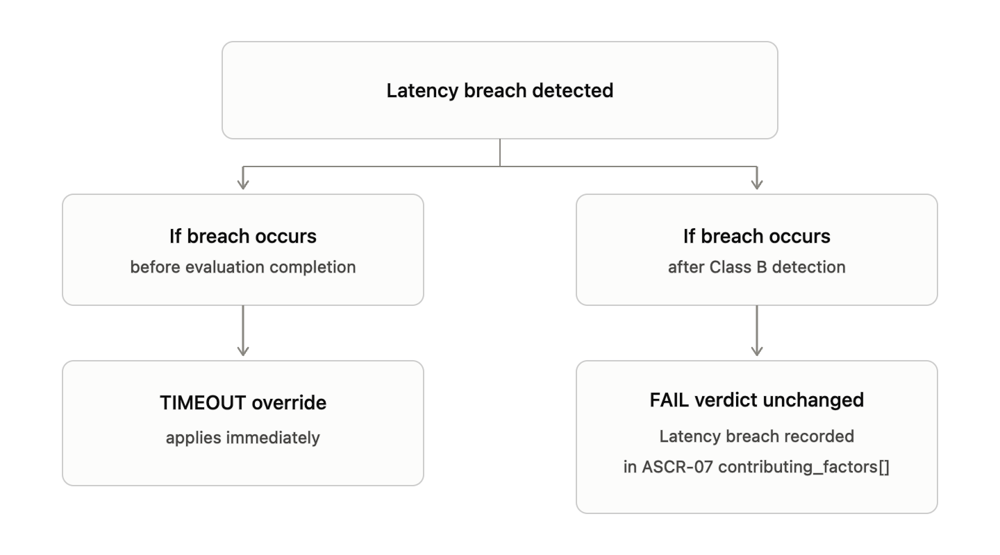 Latency breach detected
If breach occurs
before evaluation completion
If breach occurs
after Class B detection
TIMEOUT override
applies immediately
FAIL verdict unchanged
Latency breach recorded
in ASCR-07 contributing_factors[]